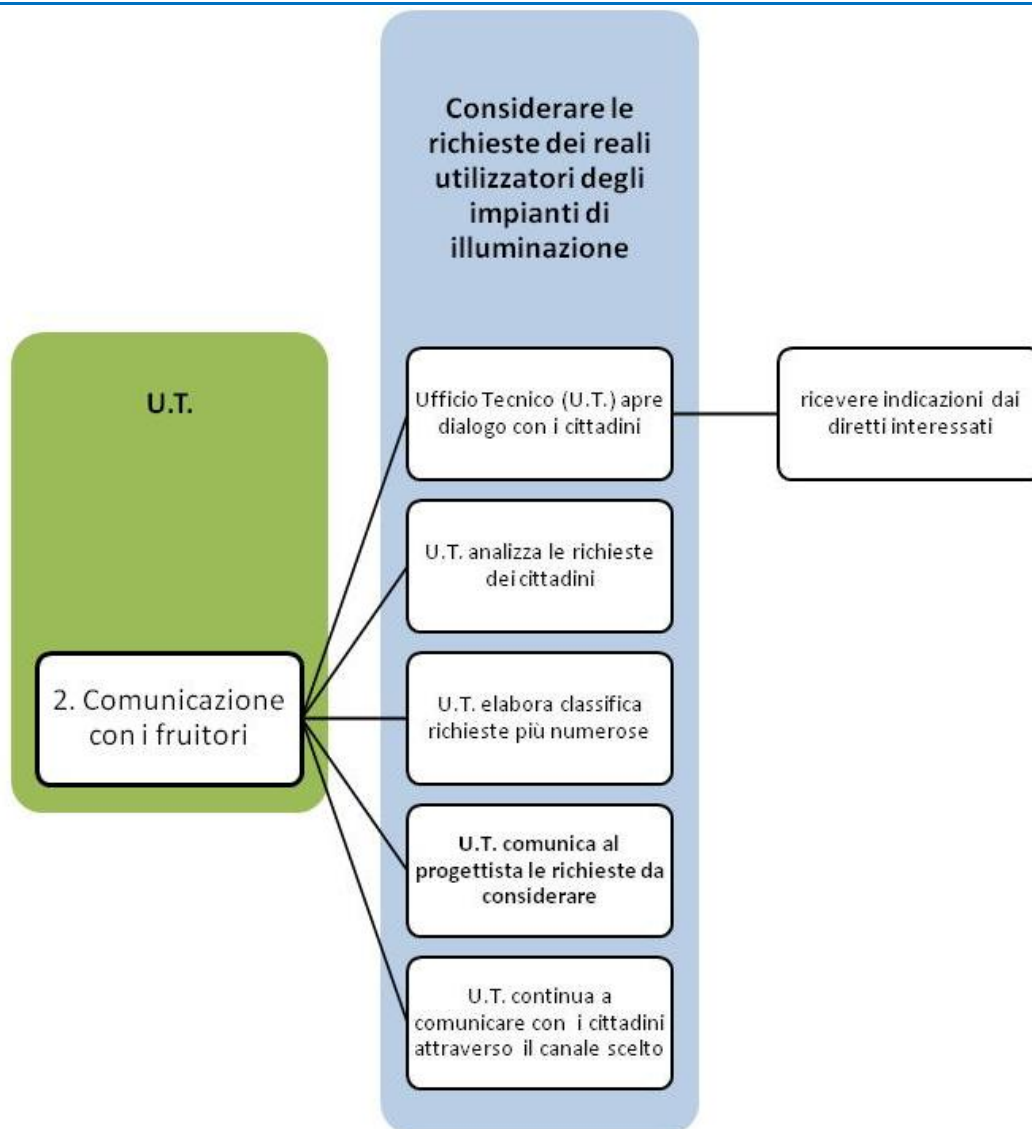 Considerare le
richieste dei reali
utilizzatori degli
impianti di
illuminazione
U.T.
2. Comunicazione
con i fruitori
Ufficio Tecnico (U.T.) apre
dialogo con i cittadini
ricevere indicazioni dai
diretti interessati
U.T. analizza le richieste
dei cittadini
U.T. elabora classifica
richieste più numerose
U.T. comunica al
progettista le richieste da
considerare
U.T. continua a
comunicare con i cittadini
attraverso il canale scelto